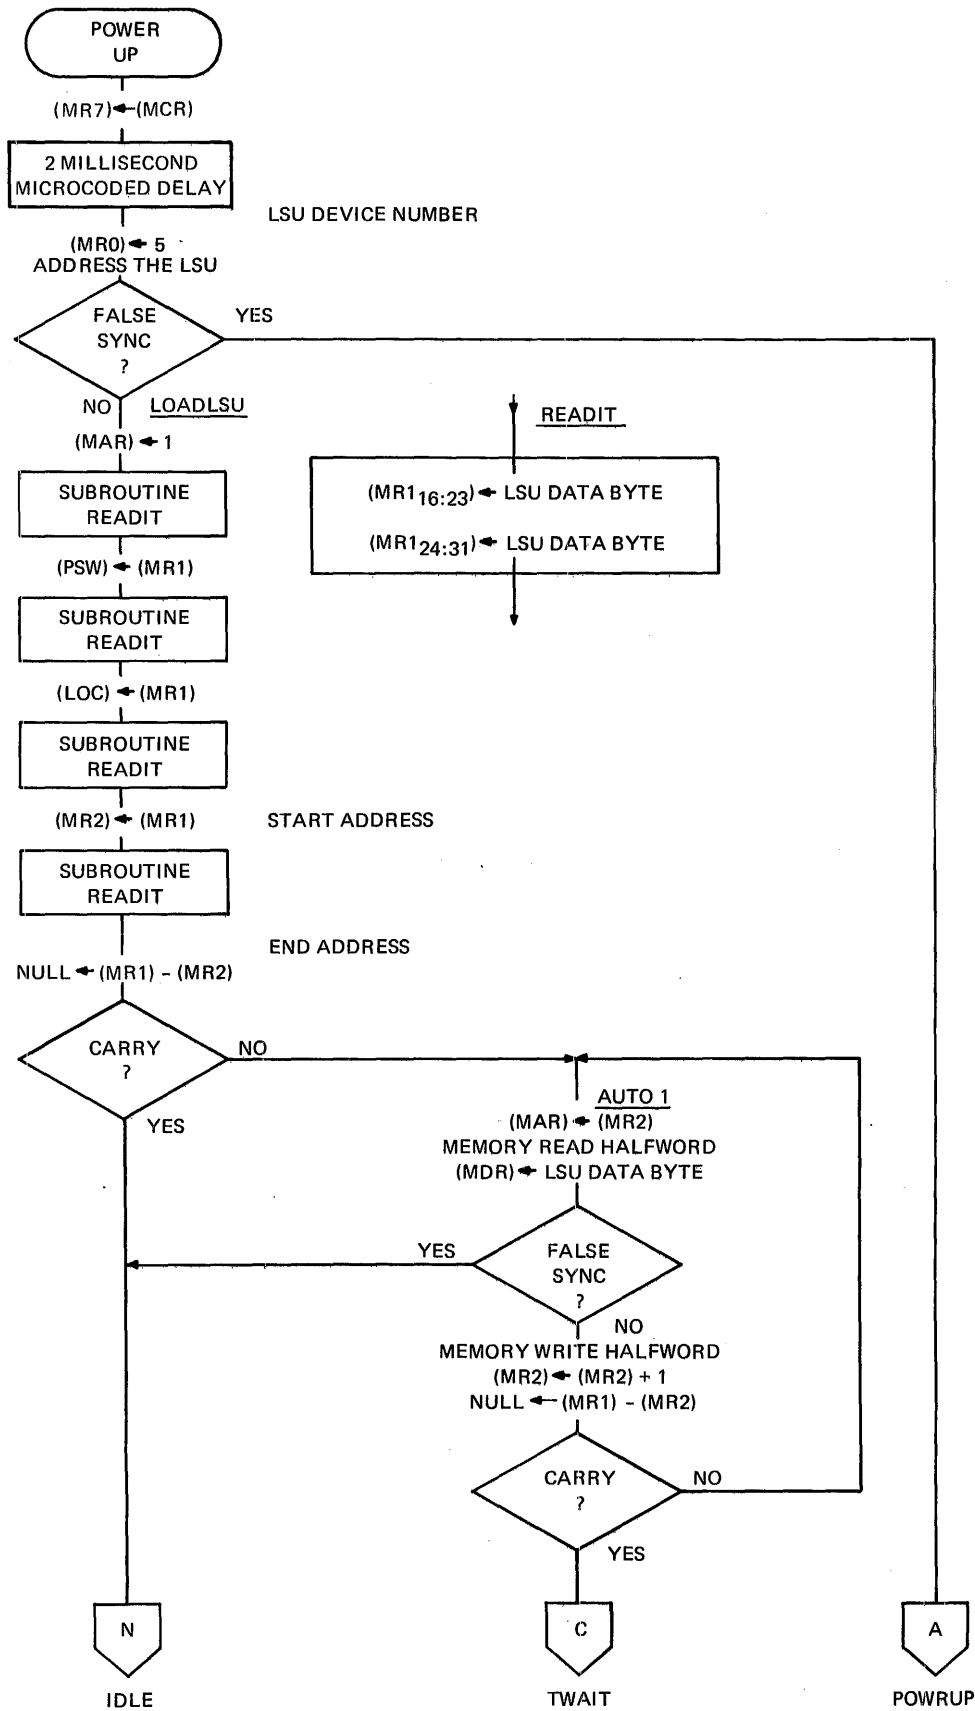 POWER
UP
(MR7)←(MCR)
2 MILLISECOND
MICROCODED DELAY
LSU DEVICE NUMBER
(MR0)← 5
ADDRESS THE LSU
FALSE
SYNC
?
YES
NO
LOADLSU
(MAR)←1
SUBROUTINE
READIT
READIT
(MR1₁₆:₂₃)← LSU DATA BYTE
(MR1₂₄:₃₁)← LSU DATA BYTE
(PSW)← (MR1)
SUBROUTINE
READIT
(LOC)← (MR1)
SUBROUTINE
READIT
(MR2)← (MR1)
START ADDRESS
SUBROUTINE
READIT
END ADDRESS
NULL←(MR1) - (MR2)
CARRY
?
NO
YES
AUTO 1
(MAR)← (MR2)
MEMORY READ HALFWORD
(MDR)← LSU DATA BYTE
FALSE
SYNC
?
YES
NO
MEMORY WRITE HALFWORD
(MR2)← (MR2) + 1
NULL ←(MR1) - (MR2)
CARRY
?
NO
YES
N
C
A
IDLE
TWAIT
POWRUP